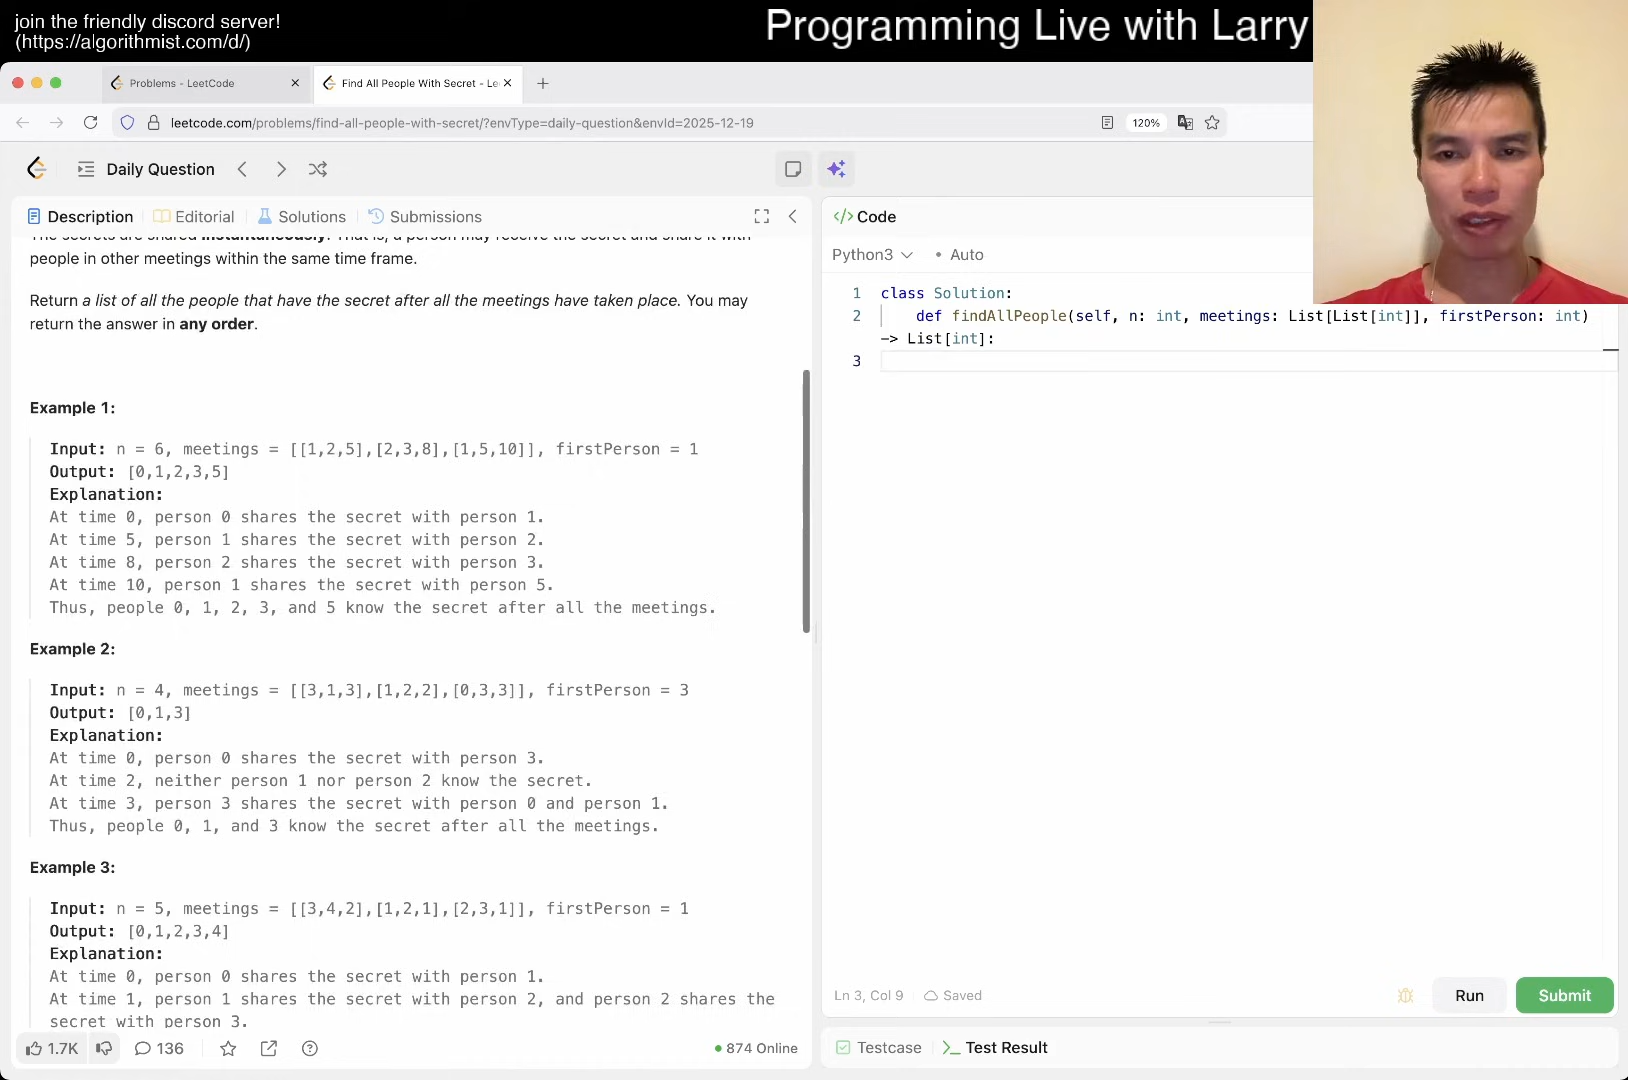 join the friendly discord server!
(https://algorithmist.com/d/)
Programming Live with Larry
Problems - LeetCode
Find All People With Secret - Le
leetcode.com/problems/find-all-people-with-secret/?envType=daily-question&envId=2025-12-19
120%
Daily Question
Description
Editorial
Solutions
Submissions
The secrets are shared instantaneously. That is, a person may receive the secret and share it with
people in other meetings within the same time frame.
Return a list of all the people that have the secret after all the meetings have taken place. You may
return the answer in any order.
Example 1:
Input: n = 6, meetings = [[1,2,5],[2,3,8],[1,5,10]], firstPerson = 1
Output: [0,1,2,3,5]
Explanation:
At time 0, person 0 shares the secret with person 1.
At time 5, person 1 shares the secret with person 2.
At time 8, person 2 shares the secret with person 3.
At time 10, person 1 shares the secret with person 5.
Thus, people 0, 1, 2, 3, and 5 know the secret after all the meetings.
Example 2:
Input: n = 4, meetings = [[3,1,3],[1,2,2],[0,3,3]], firstPerson = 3
Output: [0,1,3]
Explanation:
At time 0, person 0 shares the secret with person 3.
At time 2, neither person 1 nor person 2 know the secret.
At time 3, person 3 shares the secret with person 0 and person 1.
Thus, people 0, 1, and 3 know the secret after all the meetings.
Example 3:
Input: n = 5, meetings = [[3,4,2],[1,2,1],[2,3,1]], firstPerson = 1
Output: [0,1,2,3,4]
Explanation:
At time 0, person 0 shares the secret with person 1.
At time 1, person 1 shares the secret with person 2, and person 2 shares the
secret with person 3.
1.7K
136
874 Online
</> Code
Python3
Auto
1 class Solution:
2 def findAllPeople(self, n: int, meetings: List[List[int]], firstPerson: int)
-> List[int]:
3
Ln 3, Col 9
Saved
Run
Submit
Testcase
Test Result